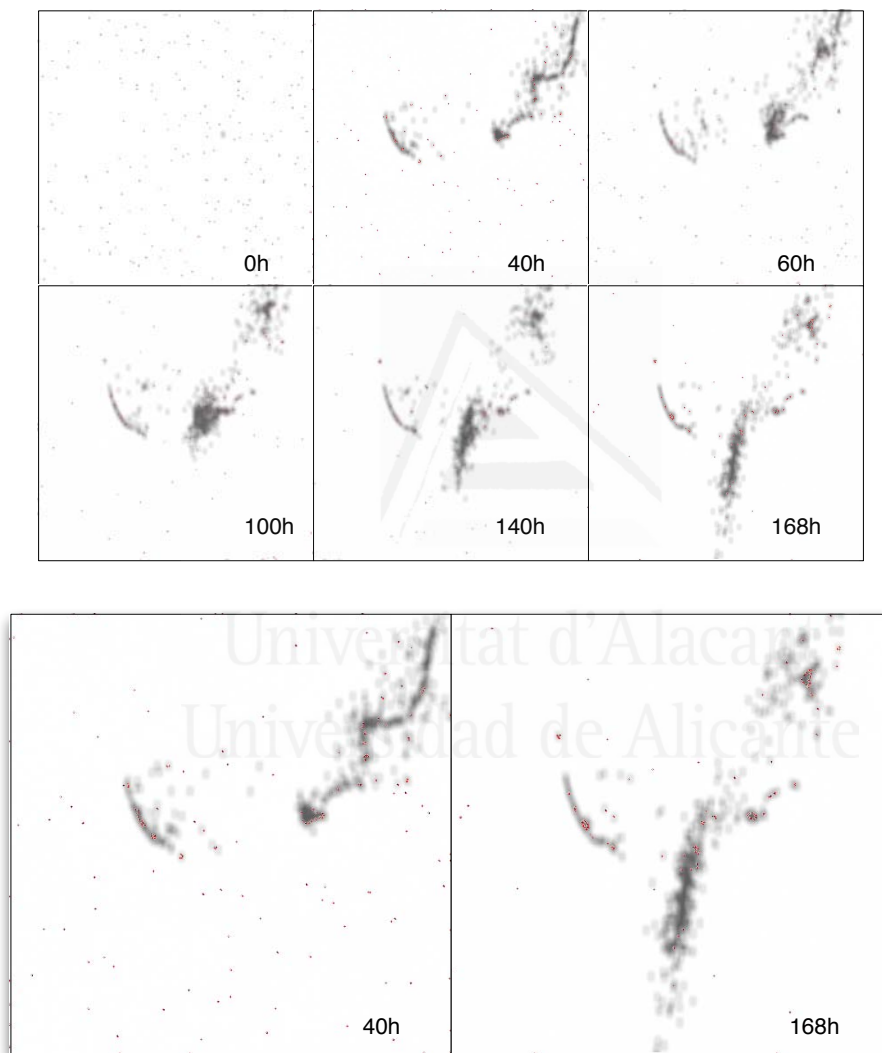 0h
40h
60h
100h
140h
168h
Universitat d'Alacant
Universidad de Alicante
40h
168h